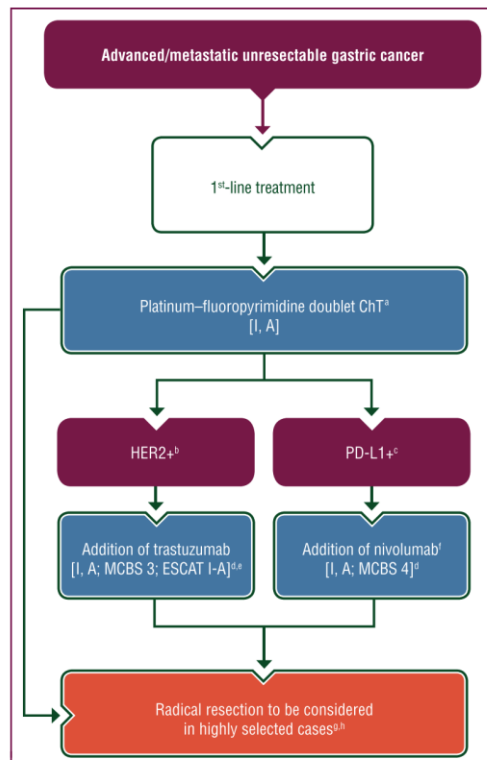 Advanced/metastatic unresectable gastric cancer
1st-line treatment
Platinum–fluoropyrimidine doublet ChTa
[I, A]
HER2+b
PD-L1+c
Addition of trastuzumab
[I, A; MCBS 3; ESCAT I-A]d,e
Addition of nivolumabf
[I, A; MCBS 4]d
Radical resection to be considered
in highly selected casesg,h